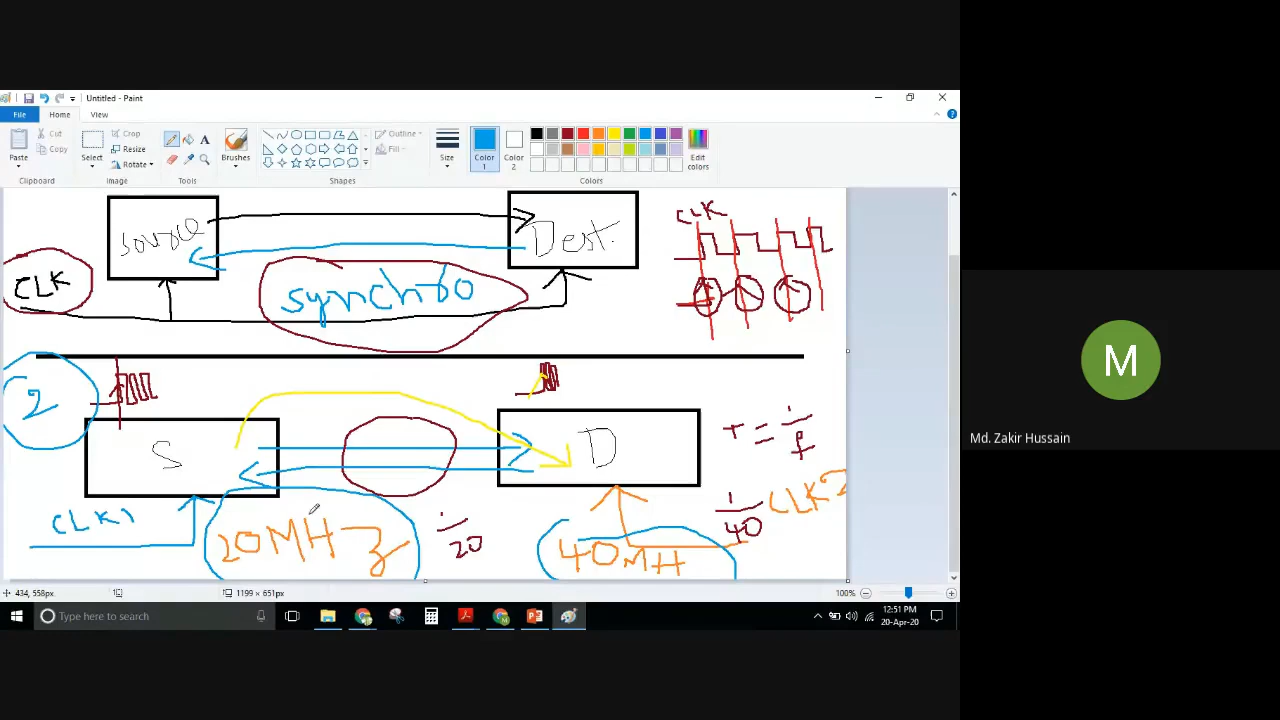 Untitled - Paint
File Home View
Paste
Cut
Copy
Clipboard
Select
Crop
Resize
Rotate
Image
Tools
Brushes
Shapes
Outline
Fill
Size
Color 1
Color 2
Edit colors
Colors
Source
Dest.
CLK
CLK
synchro
2
S
D
T = 1/f
CLK1
20MHz
1/20
40MH
1/40
CLK2
434, 558px
1199 × 651px
100%
Type here to search
12:51 PM
20-Apr-20
M
Md. Zakir Hussain